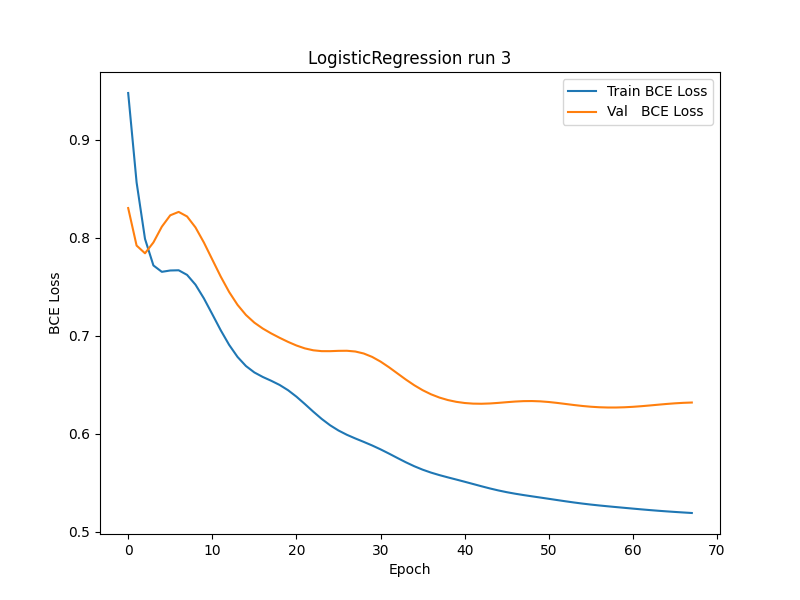 LogisticRegression run 3
Train BCE Loss
Val   BCE Loss
BCE Loss
0.9
0.8
0.7
0.6
0.5
0 10 20 30 40 50 60 70
Epoch